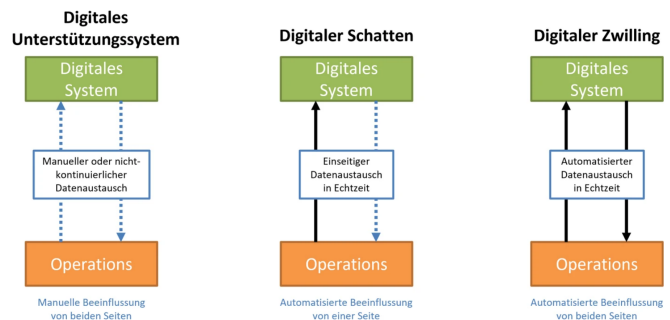 Digitales
Unterstützungssystem
Digitales
System
Manueller oder nicht-
kontinuierlicher
Datenaustausch
Operations
Manuelle Beeinflussung
von beiden Seiten
Digitaler Schatten
Digitales
System
Einseitiger
Datenaustausch
in Echtzeit
Operations
Automatisierte Beeinflussung
von einer Seite
Digitaler Zwilling
Digitales
System
Automatisierter
Datenaustausch
in Echtzeit
Operations
Automatisierte Beeinflussung
von beiden Seiten